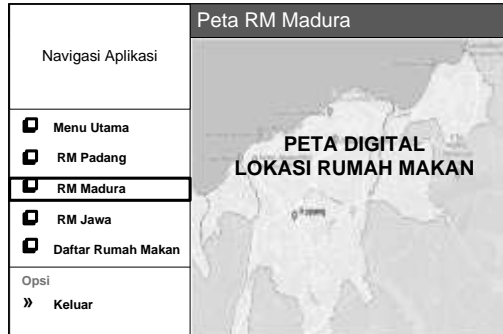 Peta RM Madura
Navigasi Aplikasi
Menu Utama
RM Padang
RM Madura
RM Jawa
Daftar Rumah Makan
Opsi
» Keluar
PETA DIGITAL
LOKASI RUMAH MAKAN